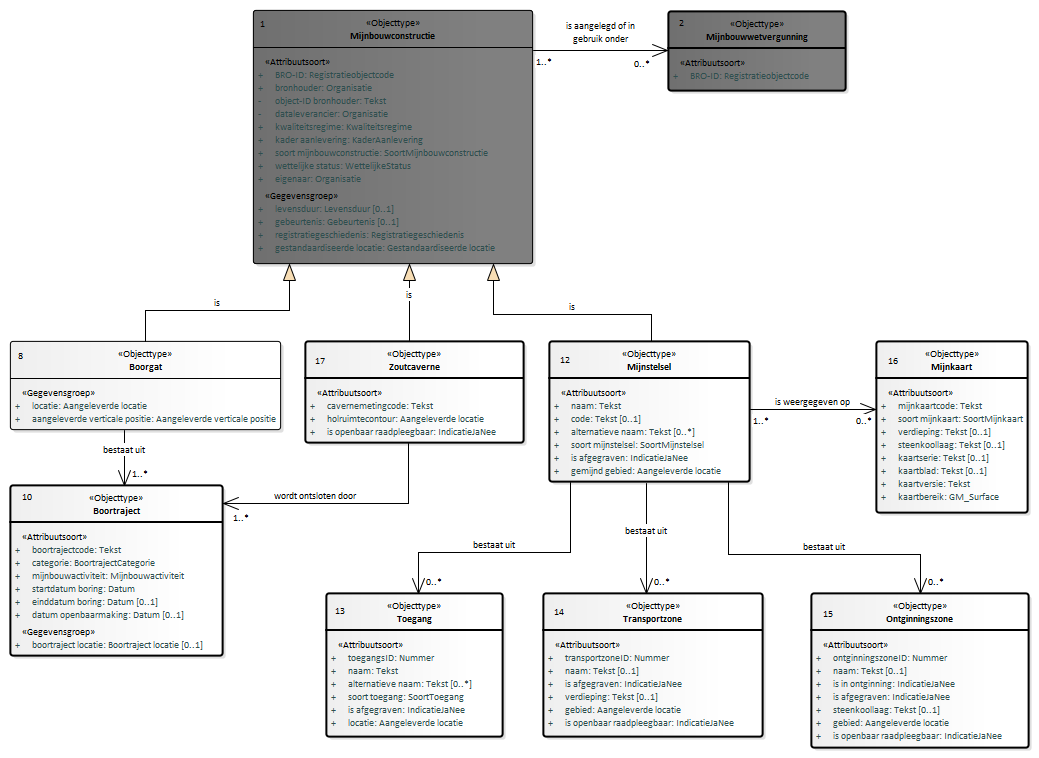 1
«Objecttype»
Mijnbouwconstructie
«Attribuutsoort»
+ BRO-ID: Registratieobjectcode
+ bronhouder: Organisatie
- object-ID bronhouder: Tekst
- dataleverancier: Organisatie
+ kwaliteitsregime: Kwaliteitsregime
+ kader aanlevering: KaderAanlevering
+ soort mijnbouwconstructie: SoortMijnbouwconstructie
+ wettelijke status: WettelijkeStatus
+ eigenaar: Organisatie
«Gegevensgroep»
+ levensduur: Levensduur [0..1]
+ gebeurtenis: Gebeurtenis [0..1]
+ registratiegeschiedenis: Registratiegeschiedenis
+ gestandaardiseerde locatie: Gestandaardiseerde locatie
is aangelegd of in
gebruik onder
1..*
0..*
2
«Objecttype»
Mijnbouwwetvergunning
«Attribuutsoort»
+ BRO-ID: Registratieobjectcode
is
is
is
8
«Objecttype»
Boorgat
«Gegevensgroep»
+ locatie: Aangeleverde locatie
+ aangeleverde verticale positie: Aangeleverde verticale positie
17
«Objecttype»
Zoutcaverne
«Attribuutsoort»
+ cavernemetingcode: Tekst
+ holruimtecontour: Aangeleverde locatie
+ is openbaar raadpleegbaar: IndicatieJaNee
12
«Objecttype»
Mijnstelsel
«Attribuutsoort»
+ naam: Tekst
+ code: Tekst [0..1]
+ alternatieve naam: Tekst [0..*]
+ soort mijnstelsel: SoortMijnstelsel
+ is afgegraven: IndicatieJaNee
+ gemijnd gebied: Aangeleverde locatie
is weergegeven op
1..*
0..*
16
«Objecttype»
Mijnkaart
«Attribuutsoort»
+ mijnkaartcode: Tekst
+ soort mijnkaart: SoortMijnkaart
+ verdieping: Tekst [0..1]
+ steenkoollaag: Tekst [0..1]
+ kaartserie: Tekst [0..1]
+ kaartblad: Tekst [0..1]
+ kaartversie: Tekst
+ kaartbereik: GM_Surface
bestaat uit
1..*
wordt ontsloten door
1..*
10
«Objecttype»
Boortraject
«Attribuutsoort»
+ boortrajectcode: Tekst
+ categorie: BoortrajectCategorie
+ mijnbouwactiviteit: Mijnbouwactiviteit
+ startdatum boring: Datum
+ einddatum boring: Datum [0..1]
+ datum openbaarmaking: Datum [0..1]
«Gegevensgroep»
+ boortraject locatie: Boortraject locatie [0..1]
bestaat uit
0..*
bestaat uit
0..*
bestaat uit
0..*
13
«Objecttype»
Toegang
«Attribuutsoort»
+ toegangsID: Nummer
+ naam: Tekst
+ alternatieve naam: Tekst [0..*]
+ soort toegang: SoortToegang
+ is afgegraven: IndicatieJaNee
+ locatie: Aangeleverde locatie
14
«Objecttype»
Transportzone
«Attribuutsoort»
+ transportzoneID: Nummer
+ naam: Tekst [0..1]
+ is afgegraven: IndicatieJaNee
+ verdieping: Tekst [0..1]
+ gebied: Aangeleverde locatie
+ is openbaar raadpleegbaar: IndicatieJaNee
15
«Objecttype»
Ontginningszone
«Attribuutsoort»
+ ontginningszoneID: Nummer
+ naam: Tekst [0..1]
+ is in ontginning: IndicatieJaNee
+ is afgegraven: IndicatieJaNee
+ steenkoollaag: Tekst [0..1]
+ gebied: Aangeleverde locatie
+ is openbaar raadpleegbaar: IndicatieJaNee